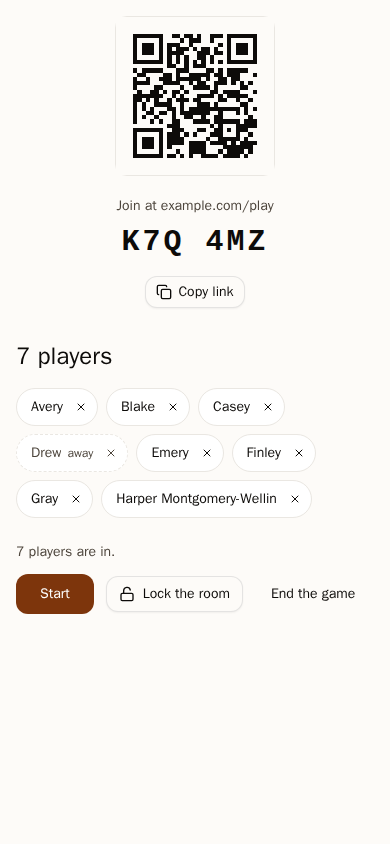 Join at example.com/play
K7Q 4MZ
Copy link
7 players
Avery
Blake
Casey
Drew away
Emery
Finley
Gray
Harper Montgomery-Wellin
7 players are in.
Start
Lock the room
End the game